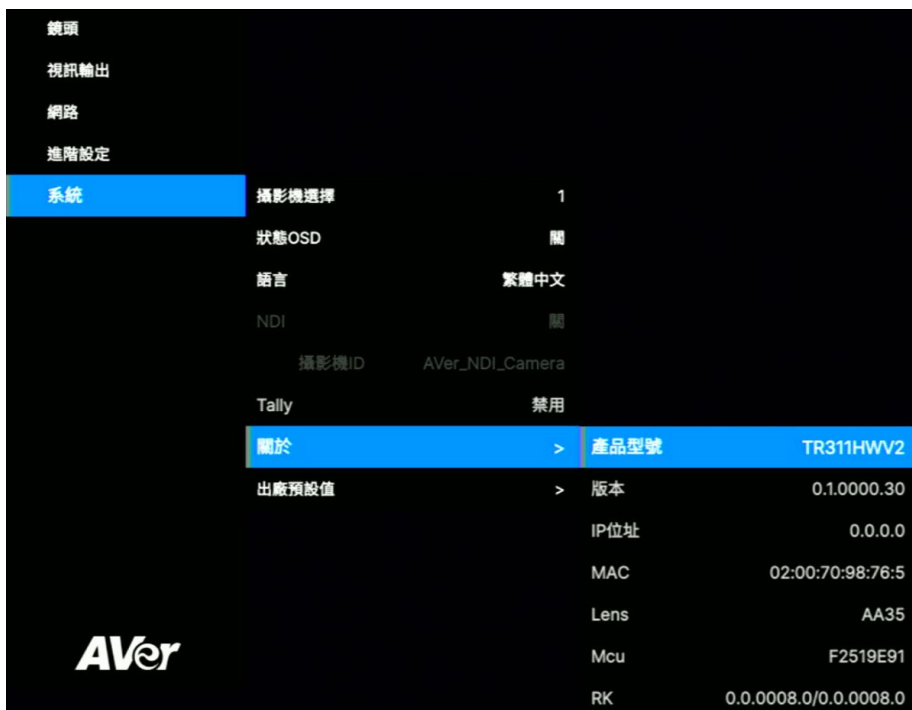 鏡頭
視訊輸出
網路
進階設定
系統
攝影機選擇 1
狀態OSD 關
語言 繁體中文
NDI 關
攝影機ID AVer_NDI_Camera
Tally 禁用
關於 > 產品型號 TR311HWV2
出廠預設值 > 版本 0.1.0000.30
IP位址 0.0.0.0
MAC 02:00:70:98:76:5
Lens AA35
Mcu F2519E91
RK 0.0.0008.0/0.0.0008.0
AVer